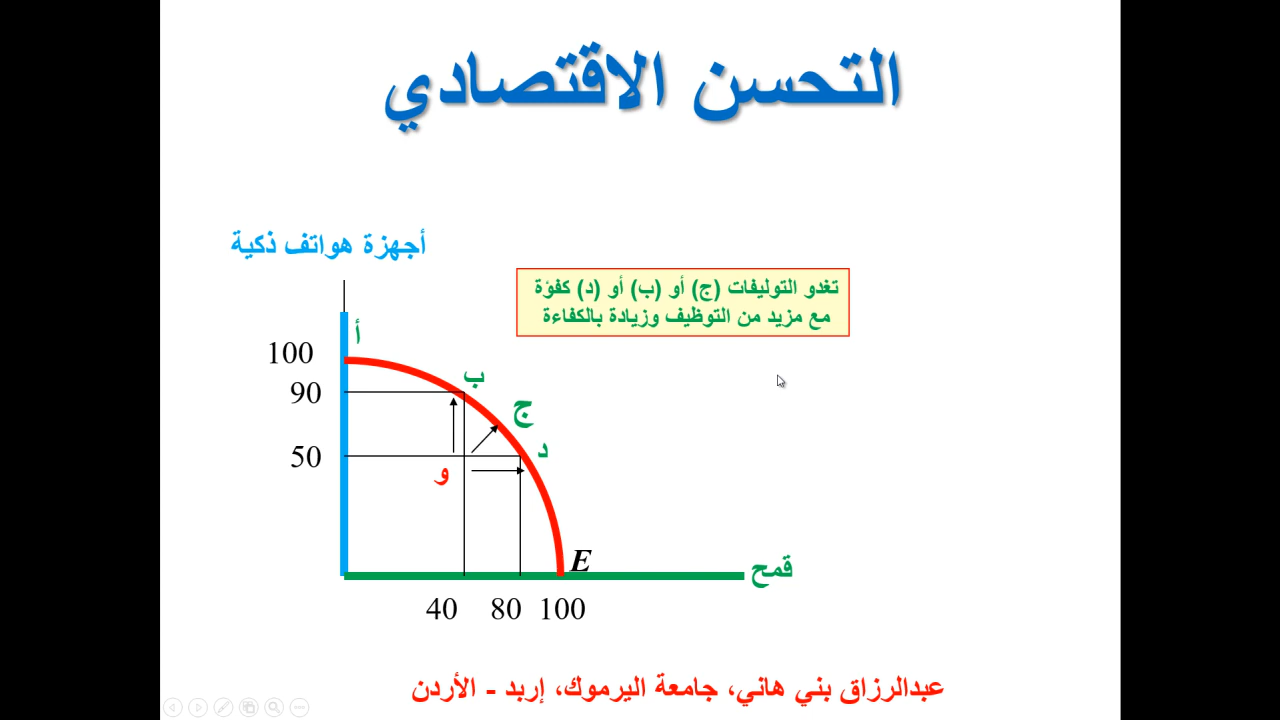 التحسن الاقتصادي
أجهزة هواتف ذكية
تغدو التوليفات (ج) أو (ب) أو (د) كفؤة
مع مزيد من التوظيف وزيادة بالكفاءة
أ
100
ب
90
ج
د
50
و
E
قمح
40 80 100
عبدالرزاق بني هاني، جامعة اليرموك، إربد - الأردن